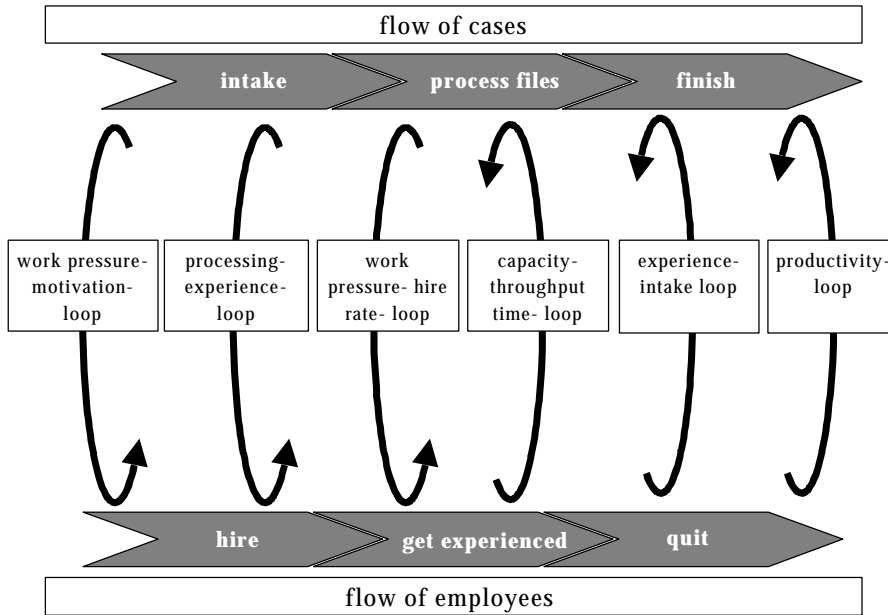 flow of cases
intake
process files
finish
work pressure-
motivation-
loop
processing-
experience-
loop
work
pressure- hire
rate- loop
capacity-
throughput
time- loop
experience-
intake loop
productivity-
loop
hire
get experienced
quit
flow of employees